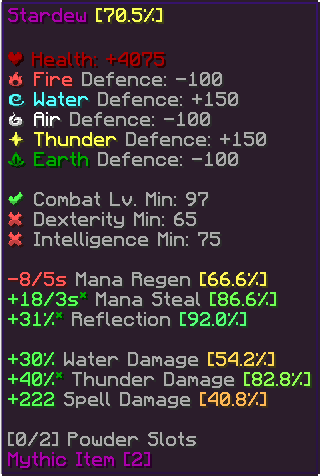 Stardew [70.5%]
Health: +4075
Fire Defence: -100
Water Defence: +150
Air Defence: -100
Thunder Defence: +150
Earth Defence: -100
Combat Lv. Min: 97
Dexterity Min: 65
Intelligence Min: 75
-8/5s Mana Regen [66.6%]
+18/3s* Mana Steal [86.6%]
+31%* Reflection [92.0%]
+30% Water Damage [54.2%]
+40%* Thunder Damage [82.8%]
+222 Spell Damage [40.8%]
[0/2] Powder Slots
Mythic Item [2]